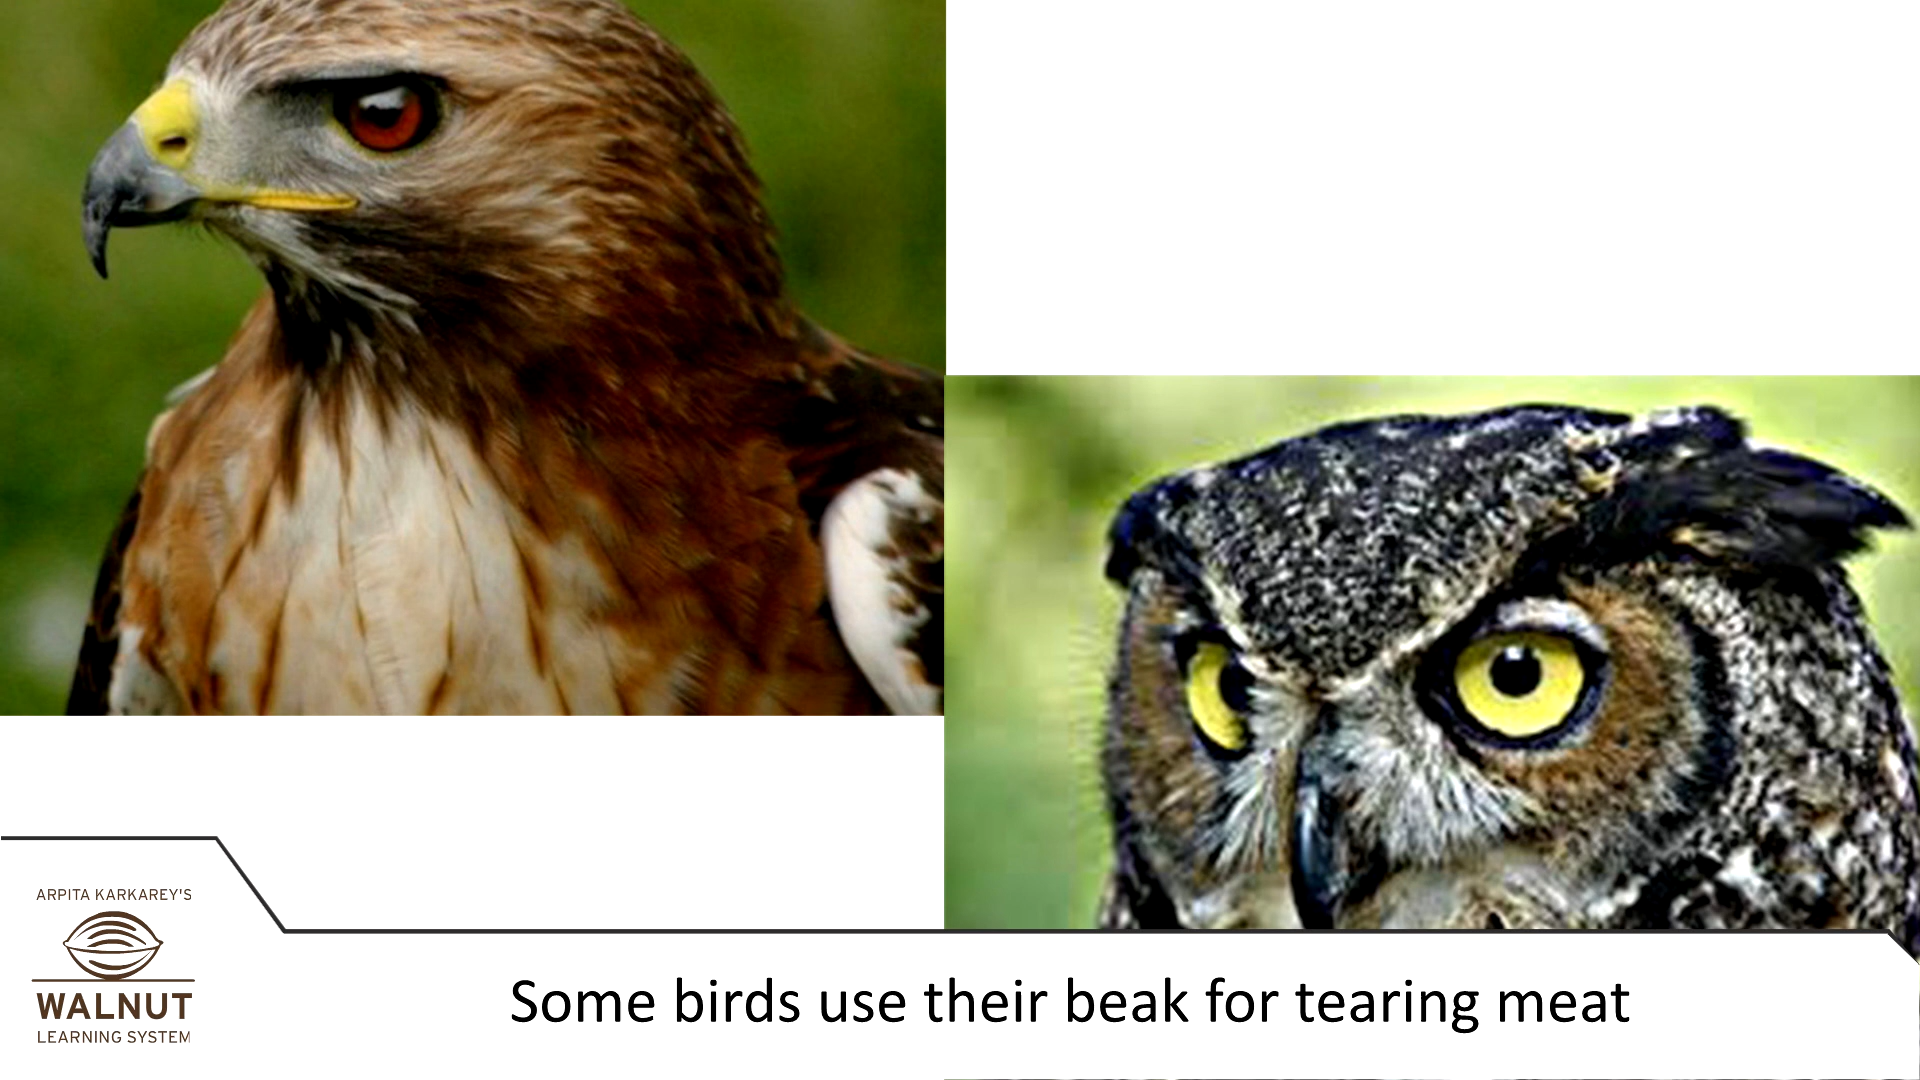 ARPITA KARKAREY'S
WALNUT
LEARNING SYSTEM
Some birds use their beak for tearing meat